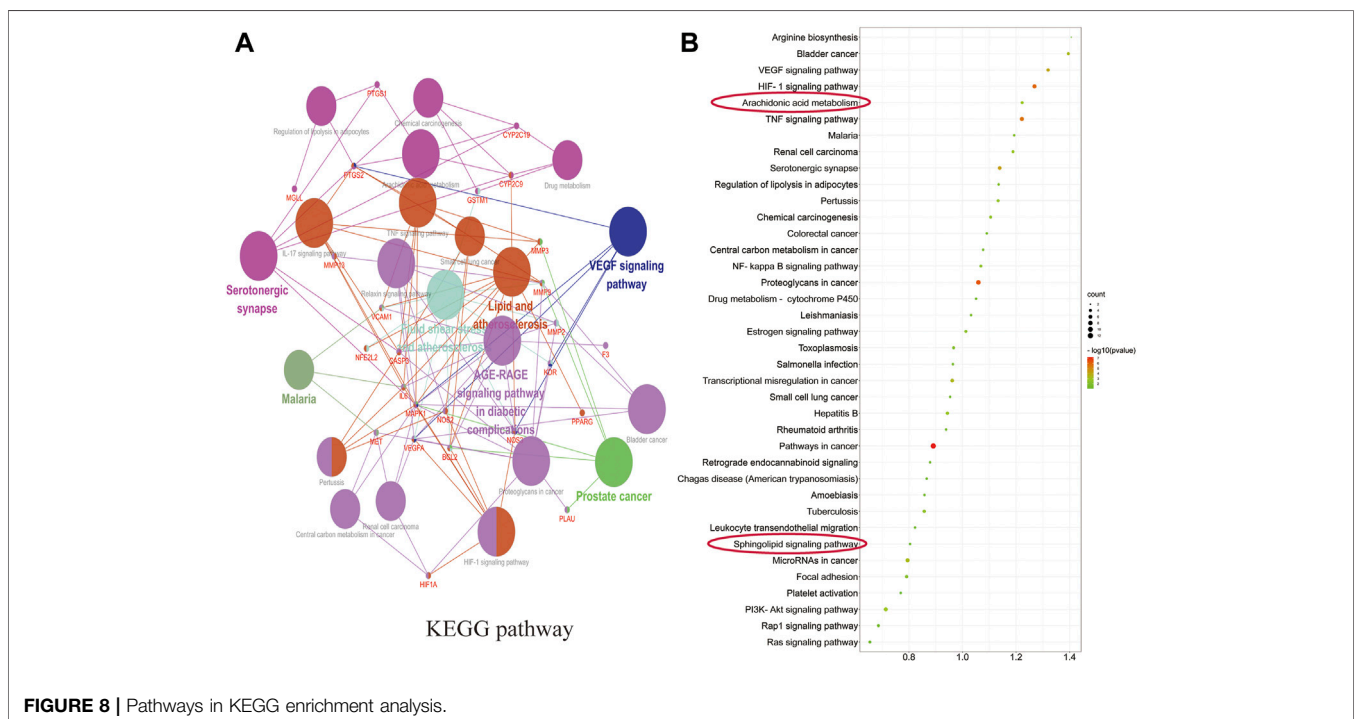 A
PTGS1
Chemical carcinogenesis
Regulation of lipolysis in adipocytes
CYP2C19
PTGS2
CYP2C9
Drug metabolism
MGLL
GSTM1
TNF signaling pathway
MMP3
IL-17 signaling pathway
Small cell lung cancer
VEGF signaling
pathway
Serotonergic
synapse
Relaxin signaling pathway
MMP9
Lipid and
atherosclerosis
VCAM1
MMP2
NFE2L2
F3
KDR
AGE-RAGE
signaling pathway
in diabetic
complications
Malaria
MAPK1
NOS2
PPARG
Bladder cancer
MET
VEGFA
BCL2
Pertussis
Proteoglycans in cancer
Prostate cancer
PLAU
Renal cell carcinoma
Central carbon metabolism in cancer
HIF-1 signaling pathway
HIF1A
KEGG pathway
B
Arginine biosynthesis
Bladder cancer
VEGF signaling pathway
HIF- 1 signaling pathway
Arachidonic acid metabolism
TNF signaling pathway
Malaria
Renal cell carcinoma
Serotonergic synapse
Regulation of lipolysis in adipocytes
Pertussis
Chemical carcinogenesis
Colorectal cancer
Central carbon metabolism in cancer
NF- kappa B signaling pathway
Proteoglycans in cancer
Drug metabolism - cytochrome P450
Leishmaniasis
Estrogen signaling pathway
Toxoplasmosis
Salmonella infection
Transcriptional misregulation in cancer
Small cell lung cancer
Hepatitis B
Rheumatoid arthritis
Pathways in cancer
Retrograde endocannabinoid signaling
Chagas disease (American trypanosomiasis)
Amoebiasis
Tuberculosis
Leukocyte transendothelial migration
Sphingolipid signaling pathway
MicroRNAs in cancer
Focal adhesion
Platelet activation
PI3K- Akt signaling pathway
Rap1 signaling pathway
Ras signaling pathway
0.8 1.0 1.2 1.4
count
- log10(pvalue)
FIGURE 8 | Pathways in KEGG enrichment analysis.